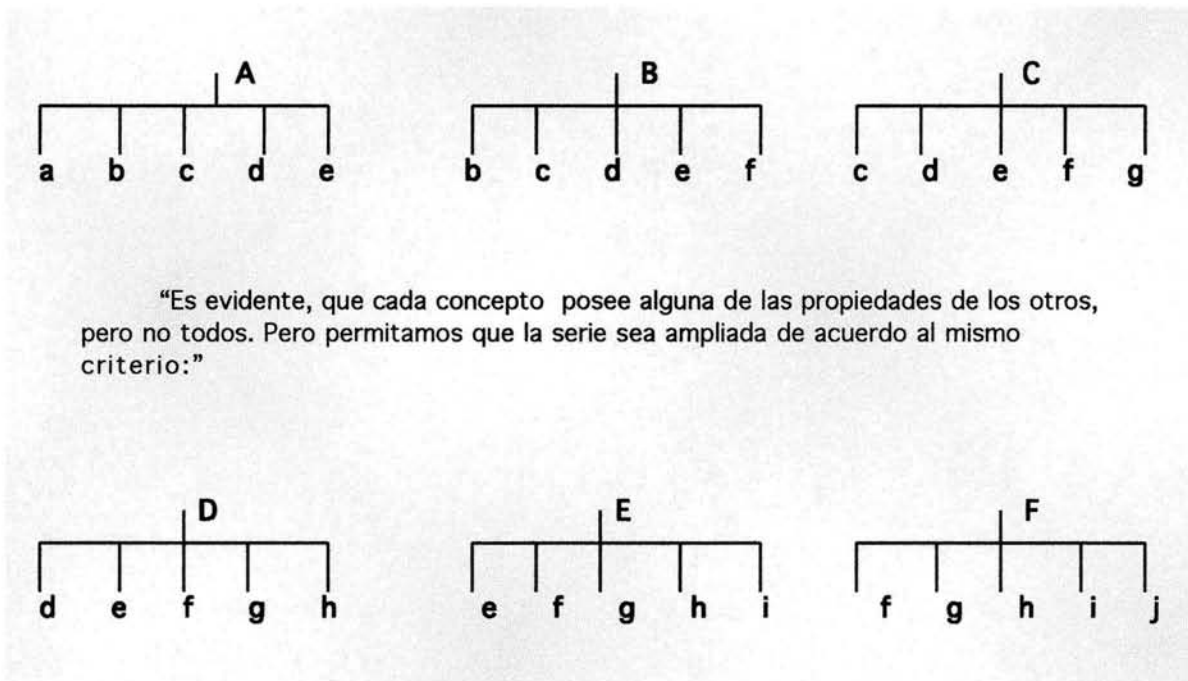 A B C
a b c d e b c d e f c d e f g
“Es evidente, que cada concepto posee alguna de las propiedades de los otros,
pero no todos. Pero permitamos que la serie sea ampliada de acuerdo al mismo
criterio:”
D E F
d e f g h e f g h i f g h i j